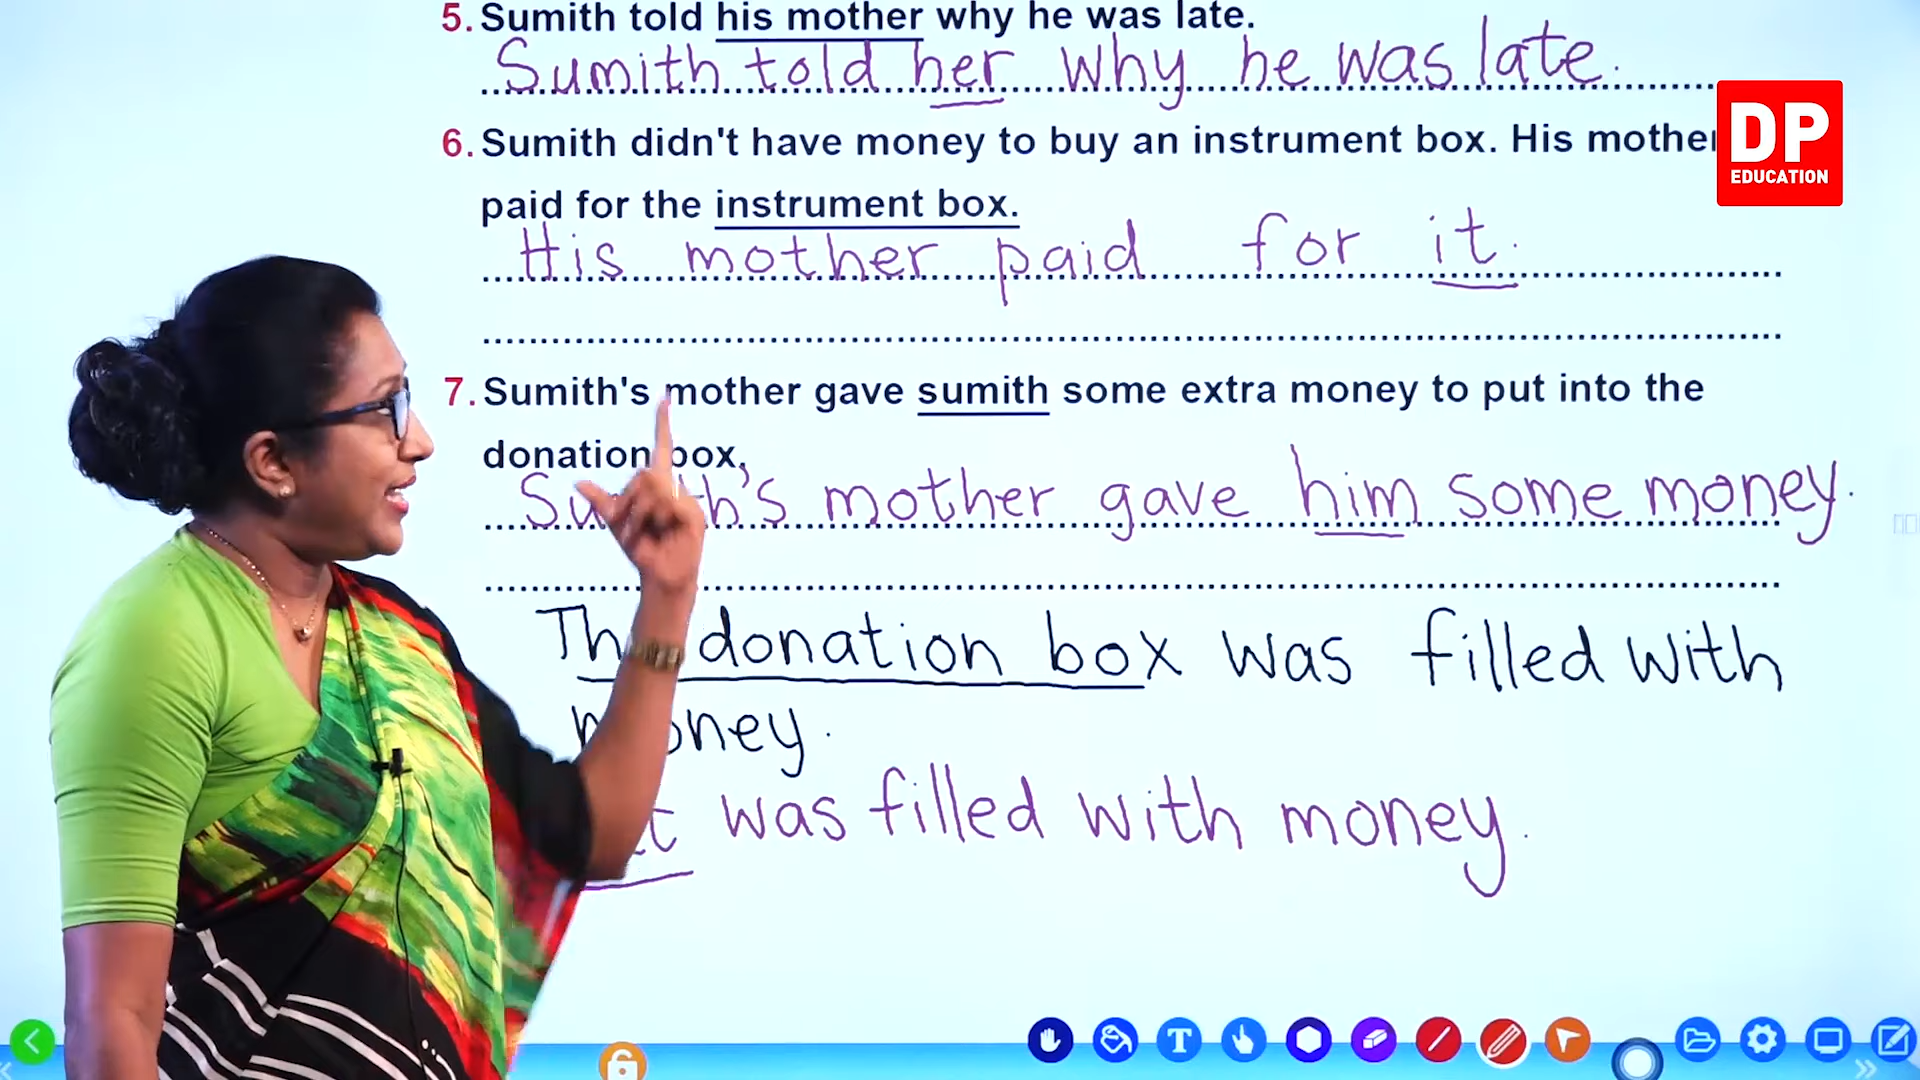 5. Sumith told his mother why he was late.
Sumith told her why he was late.
6. Sumith didn't have money to buy an instrument box. His mother
paid for the instrument box.
His mother paid for it.
7. Sumith's mother gave sumith some extra money to put into the
donation box.
mother gave him some money.
donation box was filled with
was filled with money.
DP
EDUCATION